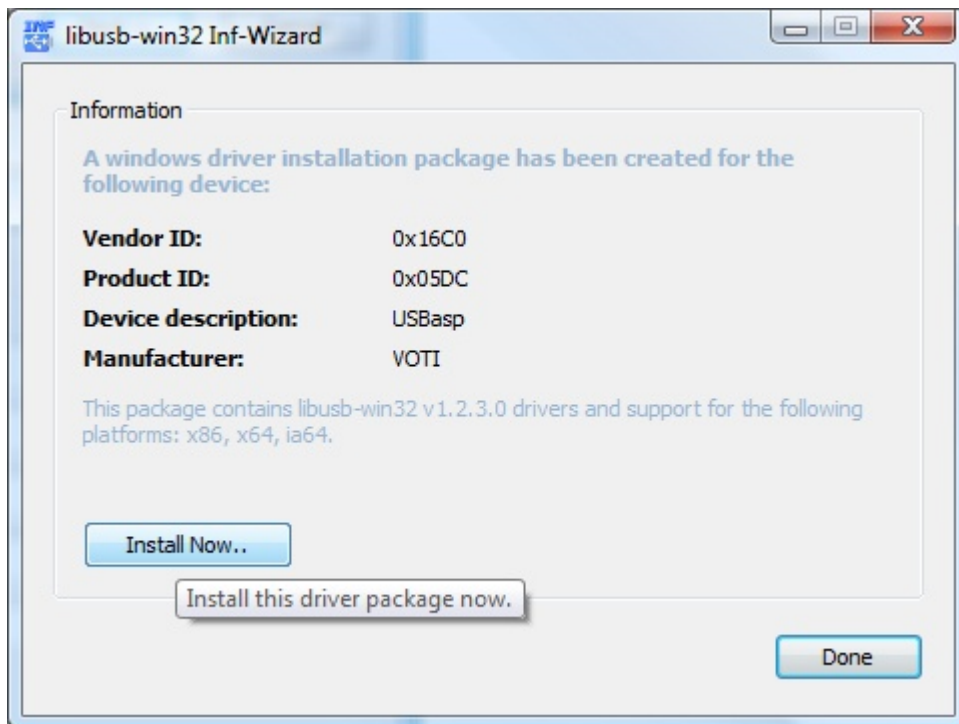 INF
libusb-win32 Inf-Wizard
Information
A windows driver installation package has been created for the
following device:
Vendor ID: 0x16C0
Product ID: 0x05DC
Device description: USBasp
Manufacturer: VOTI
This package contains libusb-win32 v1.2.3.0 drivers and support for the following
platforms: x86, x64, ia64.
Install Now..
Install this driver package now.
Done